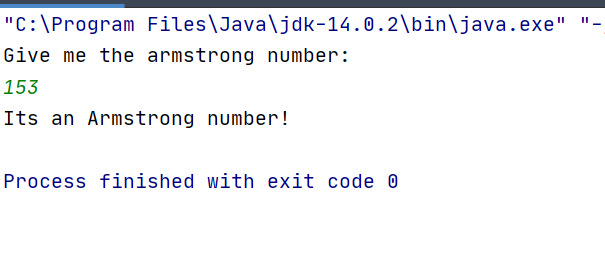 "C:\Program Files\Java\jdk-14.0.2\bin\java.exe" "-
Give me the armstrong number:
153
Its an Armstrong number!
Process finished with exit code 0